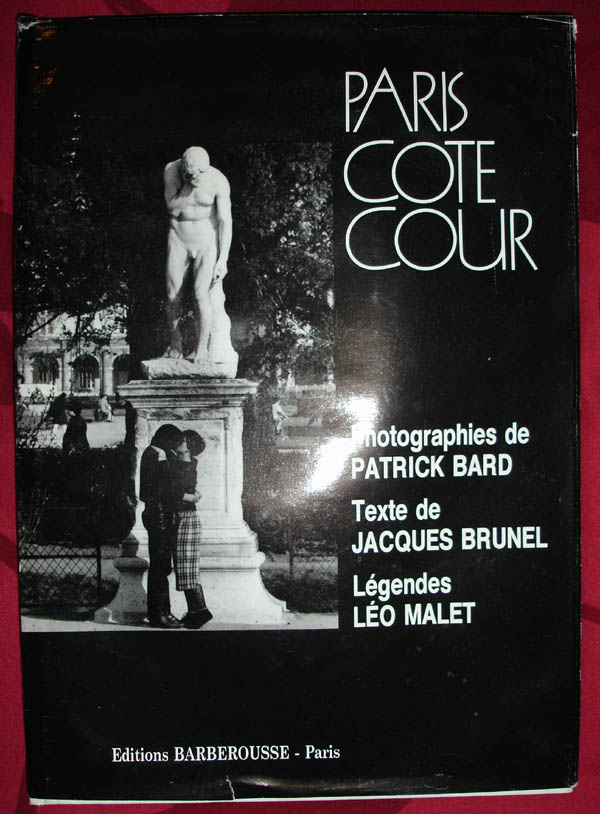 PARIS
COTE
COUR
Photographies de
PATRICK BARD
Texte de
JACQUES BRUNEL
Légendes
LÉO MALET
Editions BARBEROUSSE - Paris